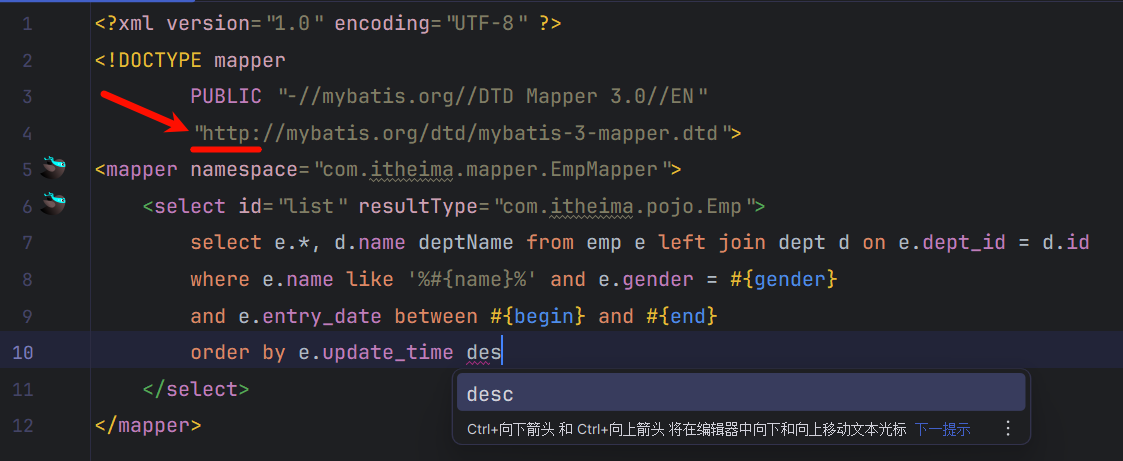 1 <?xml version="1.0" encoding="UTF-8" ?>
2 <!DOCTYPE mapper
3 PUBLIC "-//mybatis.org//DTD Mapper 3.0//EN"
4 "http://mybatis.org/dtd/mybatis-3-mapper.dtd">
5 <mapper namespace="com.itheima.mapper.EmpMapper">
6 <select id="list" resultType="com.itheima.pojo.Emp">
7 select e.*, d.name deptName from emp e left join dept d on e.dept_id = d.id
8 where e.name like '%#{name}%' and e.gender = #{gender}
9 and e.entry_date between #{begin} and #{end}
10 order by e.update_time des
11 </select>
desc
12 </mapper>
Ctrl+向下箭头 和 Ctrl+向上箭头 将在编辑器中向下和向上移动文本光标 下一提示